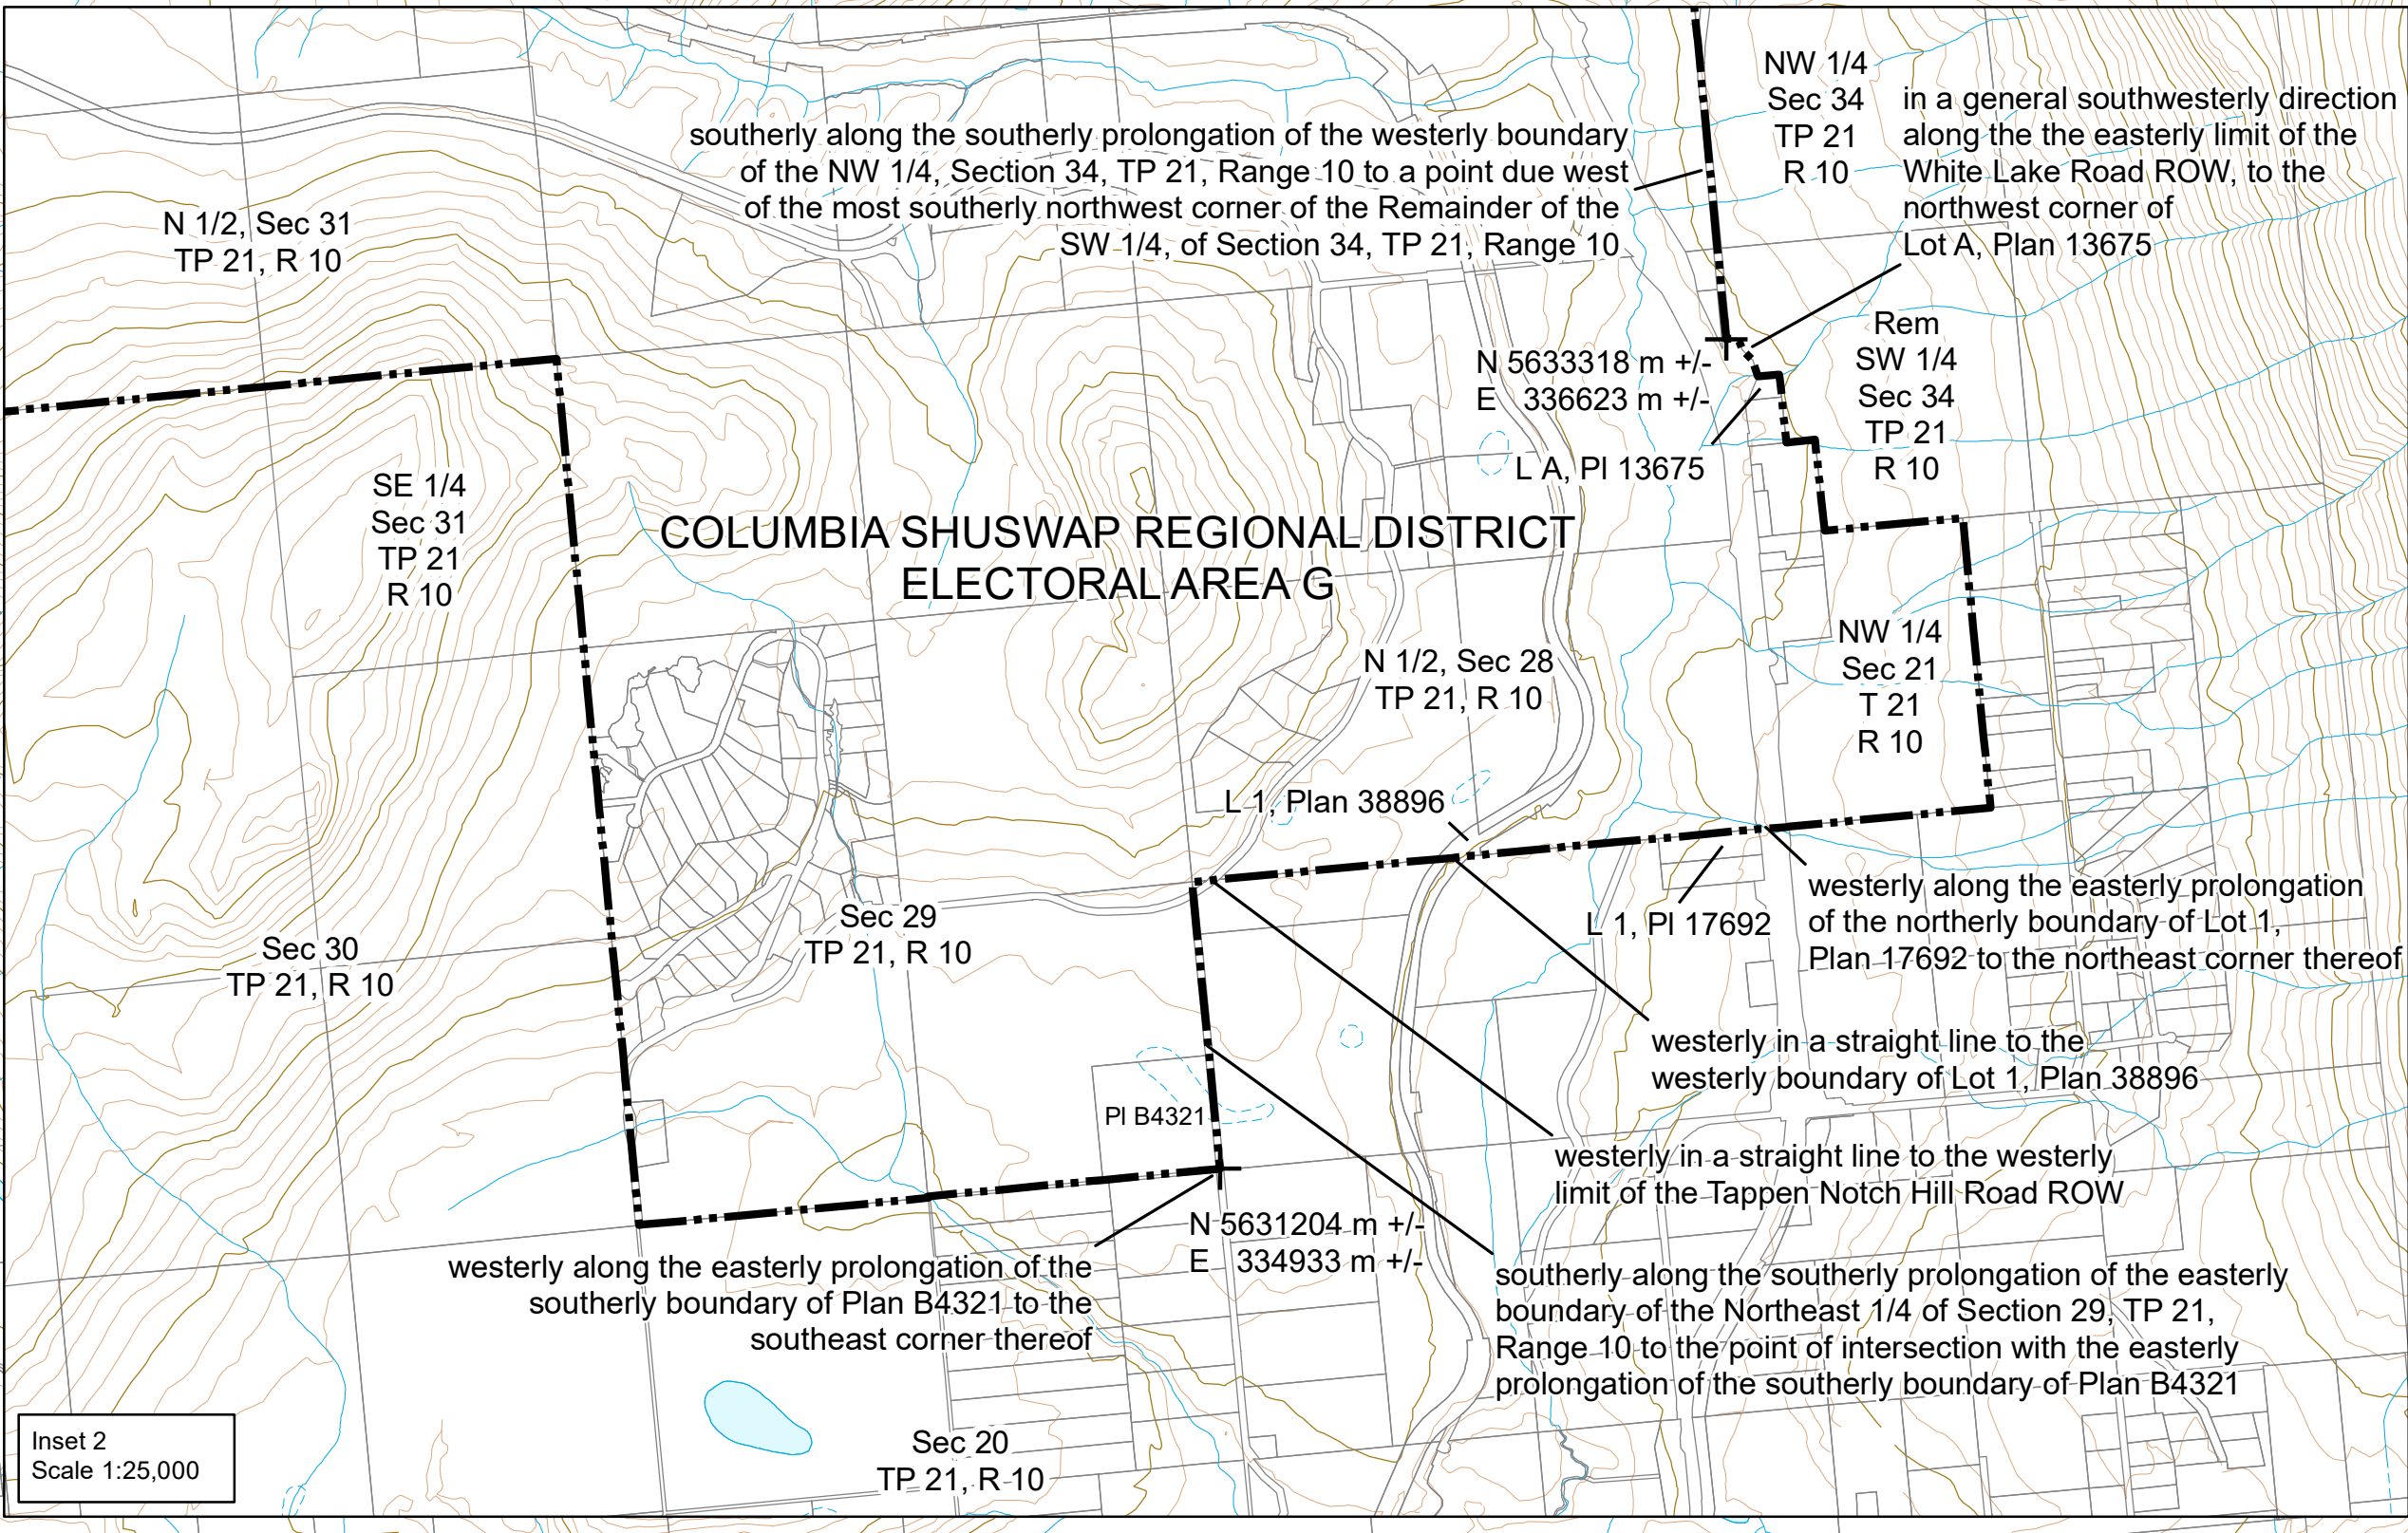 NW 1/4
Sec 34
TP 21
R 10
in a general southwesterly direction
along the the easterly limit of the
White Lake Road ROW, to the
northwest corner of
Lot A, Plan 13675
southerly along the southerly prolongation of the westerly boundary
of the NW 1/4, Section 34, TP 21, Range 10 to a point due west
of the most southerly northwest corner of the Remainder of the
SW 1/4, of Section 34, TP 21, Range 10
N 1/2, Sec 31
TP 21, R 10
Rem
SW 1/4
Sec 34
TP 21
R 10
N 5633318 m +/-
E 336623 m +/-
L A, Pl 13675
SE 1/4
Sec 31
TP 21
R 10
COLUMBIA SHUSWAP REGIONAL DISTRICT
ELECTORAL AREA G
NW 1/4
Sec 21
T 21
R 10
N 1/2, Sec 28
TP 21, R 10
L 1, Plan 38896
L 1, Pl 17692
westerly along the easterly prolongation
of the northerly boundary of Lot 1,
Plan 17692 to the northeast corner thereof
Sec 29
TP 21, R 10
Sec 30
TP 21, R 10
westerly in a straight line to the
westerly boundary of Lot 1, Plan 38896
Pl B4321
westerly in a straight line to the westerly
limit of the Tappen Notch Hill Road ROW
N 5631204 m +/-
E 334933 m +/-
westerly along the easterly prolongation of the
southerly boundary of Plan B4321 to the
southeast corner thereof
southerly along the southerly prolongation of the easterly
boundary of the Northeast 1/4 of Section 29, TP 21,
Range 10 to the point of intersection with the easterly
prolongation of the southerly boundary of Plan B4321
Sec 20
TP 21, R 10
Inset 2
Scale 1:25,000